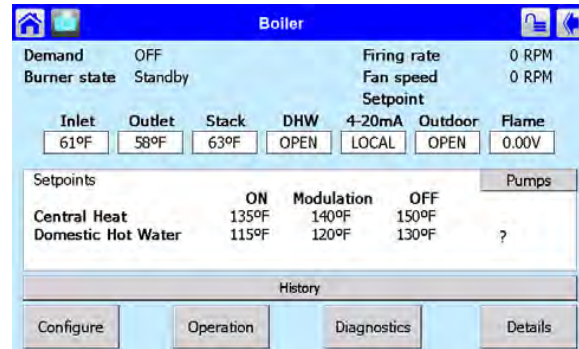 Boiler
Demand OFF Firing rate 0 RPM
Burner state Standby Fan speed 0 RPM
Setpoint
Inlet Outlet Stack DHW 4-20mA Outdoor Flame
61ºF 58ºF 63ºF OPEN LOCAL OPEN 0.00V
Setpoints Pumps
ON Modulation OFF
Central Heat 135ºF 140ºF 150ºF
Domestic Hot Water 115ºF 120ºF 130ºF ?
History
Configure Operation Diagnostics Details